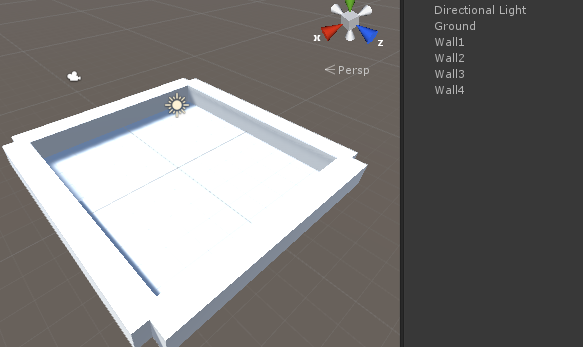 Directional Light
Ground
Wall1
Wall2
Wall3
Wall4
x
z
Persp